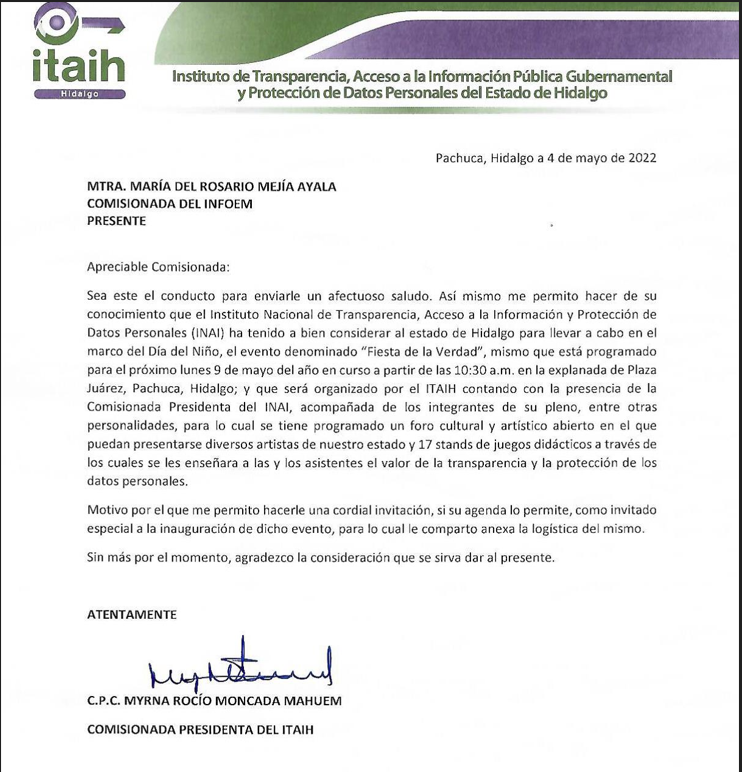 itaih
Hidalgo
Instituto de Transparencia, Acceso a la Información Pública Gubernamental
y Protección de Datos Personales del Estado de Hidalgo
Pachuca, Hidalgo a 4 de mayo de 2022
MTRA. MARÍA DEL ROSARIO MEJÍA AYALA
COMISIONADA DEL INFOEM
PRESENTE
Apreciable Comisionada:
Sea este el conducto para enviarle un afectuoso saludo. Así mismo me permito hacer de su
conocimiento que el Instituto Nacional de Transparencia, Acceso a la Información y Protección de
Datos Personales (INAI) ha tenido a bien considerar al estado de Hidalgo para llevar a cabo en el
marco del Día del Niño, el evento denominado "Fiesta de la Verdad", mismo que está programado
para el próximo lunes 9 de mayo del año en curso a partir de las 10:30 a.m. en la explanada de Plaza
Juárez, Pachuca, Hidalgo; y que será organizado por el ITAIH contando con la presencia de la
Comisionada Presidenta del INAI, acompañada de los integrantes de su pleno, entre otras
personalidades, para lo cual se tiene programado un foro cultural y artístico abierto en el que
puedan presentarse diversos artistas de nuestro estado y 17 stands de juegos didácticos a través de
los cuales se les enseñara a las y los asistentes el valor de la transparencia y la protección de los
datos personales.
Motivo por el que me permito hacerle una cordial invitación, si su agenda lo permite, como invitado
especial a la inauguración de dicho evento, para lo cual le comparto anexa la logística del mismo.
Sin más por el momento, agradezco la consideración que se sirva dar al presente.
ATENTAMENTE
C.P.C. MYRNA ROCÍO MONCADA MAHUEM
COMISIONADA PRESIDENTA DEL ITAIH